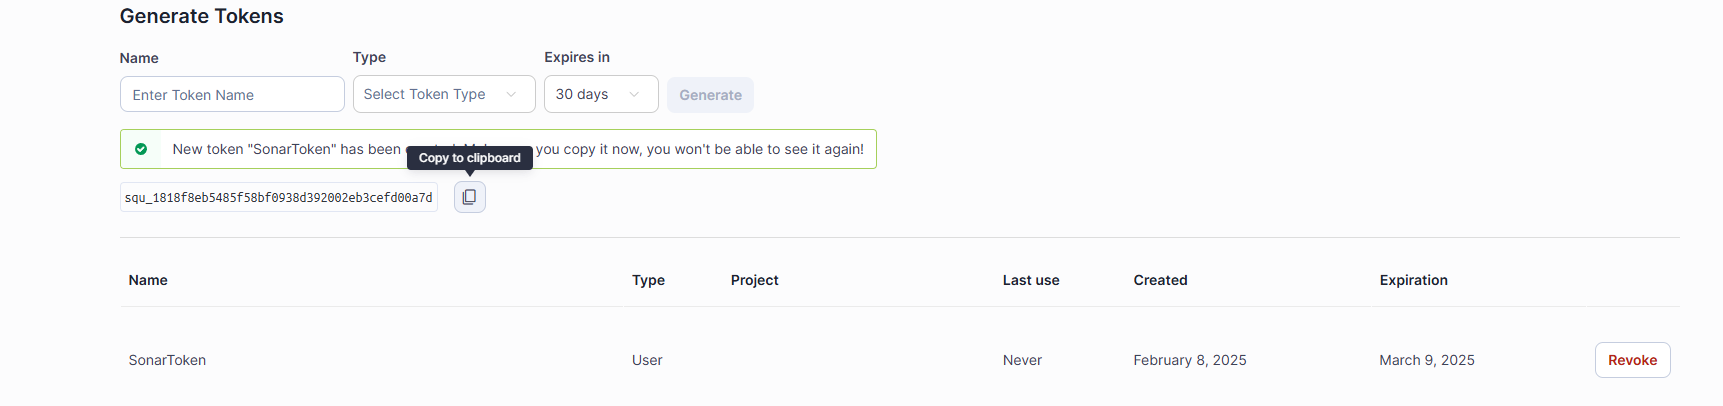 Generate Tokens
Name Type Expires in
Enter Token Name Select Token Type 30 days Generate
New token "SonarToken" has been you copy it now, you won't be able to see it again!
Copy to clipboard
squ_1818f8eb5485f58bf0938d392002eb3cefd00a7d
Name Type Project Last use Created Expiration
SonarToken User Never February 8, 2025 March 9, 2025 Revoke